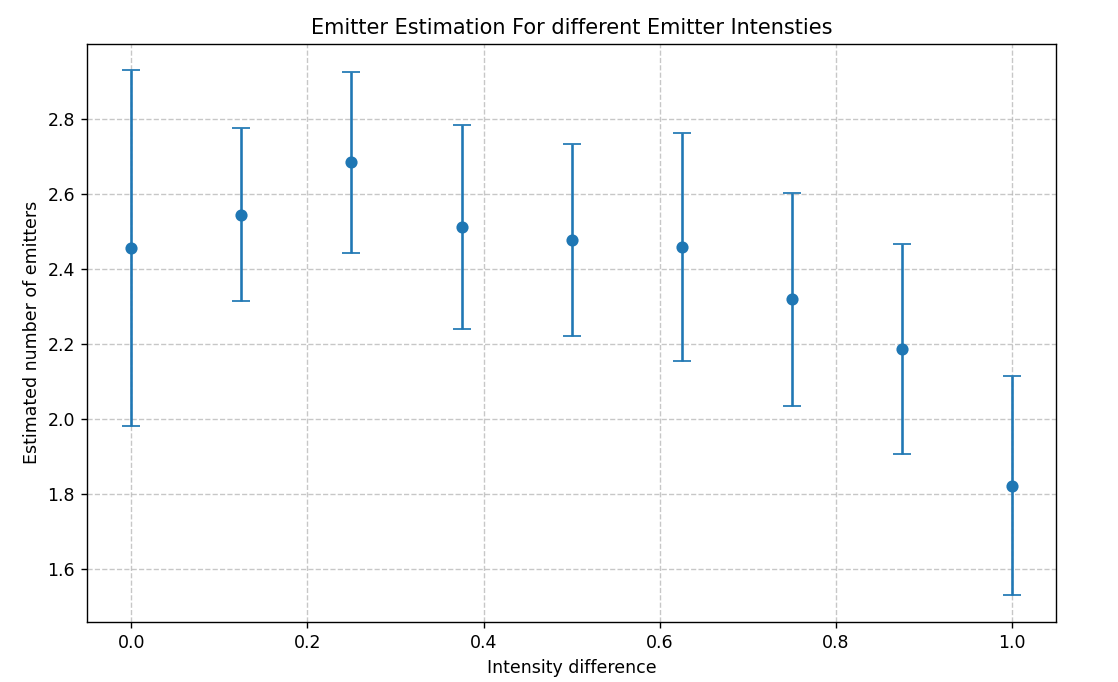 Emitter Estimation For different Emitter Intensties
Estimated number of emitters
2.8
2.6
2.4
2.2
2.0
1.8
1.6
0.0 0.2 0.4 0.6 0.8 1.0
Intensity difference